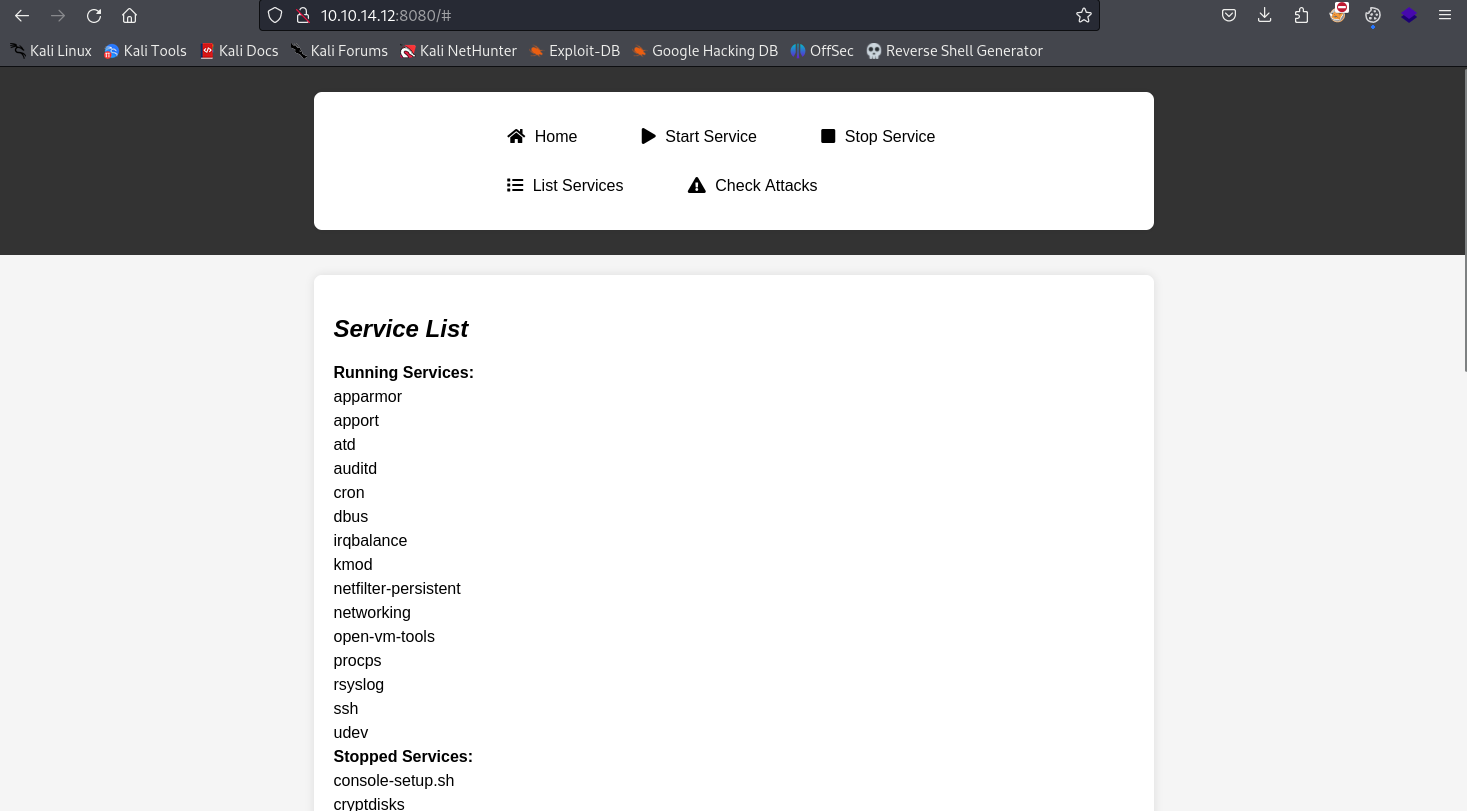 10.10.14.12:8080/#
Kali Linux Kali Tools Kali Docs Kali Forums Kali NetHunter Exploit-DB Google Hacking DB OffSec Reverse Shell Generator
Home Start Service Stop Service
List Services Check Attacks
Service List
Running Services:
apparmor
apport
atd
auditd
cron
dbus
irqbalance
kmod
netfilter-persistent
networking
open-vm-tools
procps
rsyslog
ssh
udev
Stopped Services:
console-setup.sh
cryptdisks